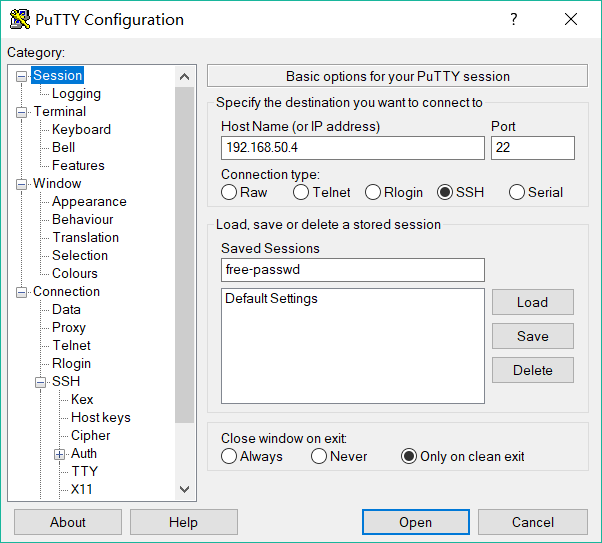 PuTTY Configuration
?
Category:
Session
Logging
Terminal
Keyboard
Bell
Features
Window
Appearance
Behaviour
Translation
Selection
Colours
Connection
Data
Proxy
Telnet
Rlogin
SSH
Kex
Host keys
Cipher
Auth
TTY
X11
Basic options for your PuTTY session
Specify the destination you want to connect to
Host Name (or IP address) Port
192.168.50.4 22
Connection type:
Raw Telnet Rlogin SSH Serial
Load, save or delete a stored session
Saved Sessions
free-passwd
Default Settings
Load
Save
Delete
Close window on exit:
Always Never Only on clean exit
About Help Open Cancel